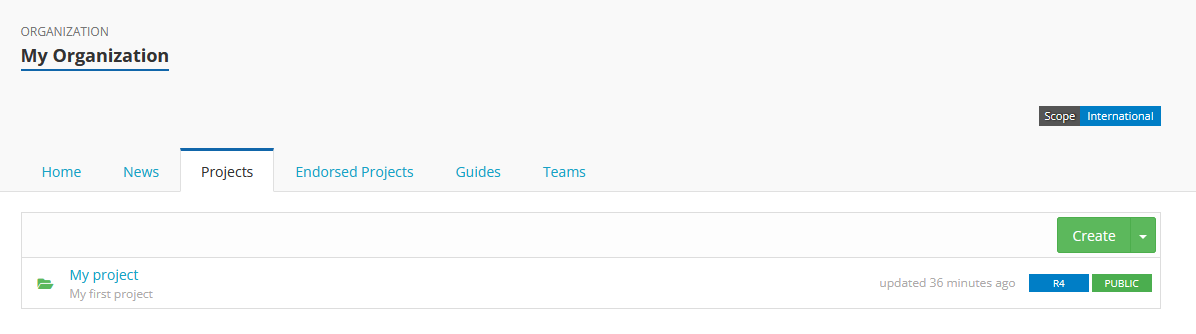 ORGANIZATION
My Organization
Scope International
Home News Projects Endorsed Projects Guides Teams
Create
My project
My first project
updated 36 minutes ago R4 PUBLIC